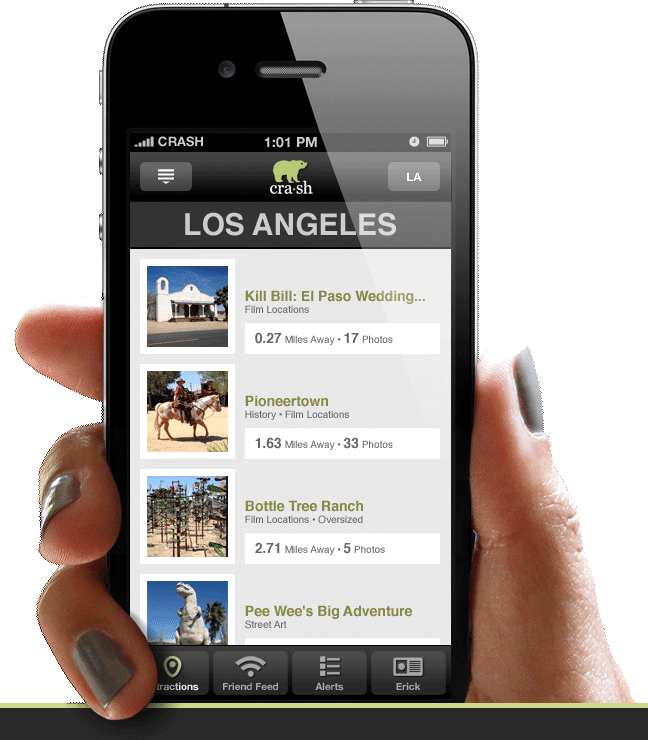 CRASH 1:01 PM
cra·sh
LA
LOS ANGELES
Kill Bill: El Paso Wedding...
Film Locations
0.27 Miles Away • 17 Photos
Pioneertown
History • Film Locations
1.63 Miles Away • 33 Photos
Bottle Tree Ranch
Film Locations • Oversized
2.71 Miles Away • 5 Photos
Pee Wee's Big Adventure
Street Art
tractions Friend Feed Alerts Erick